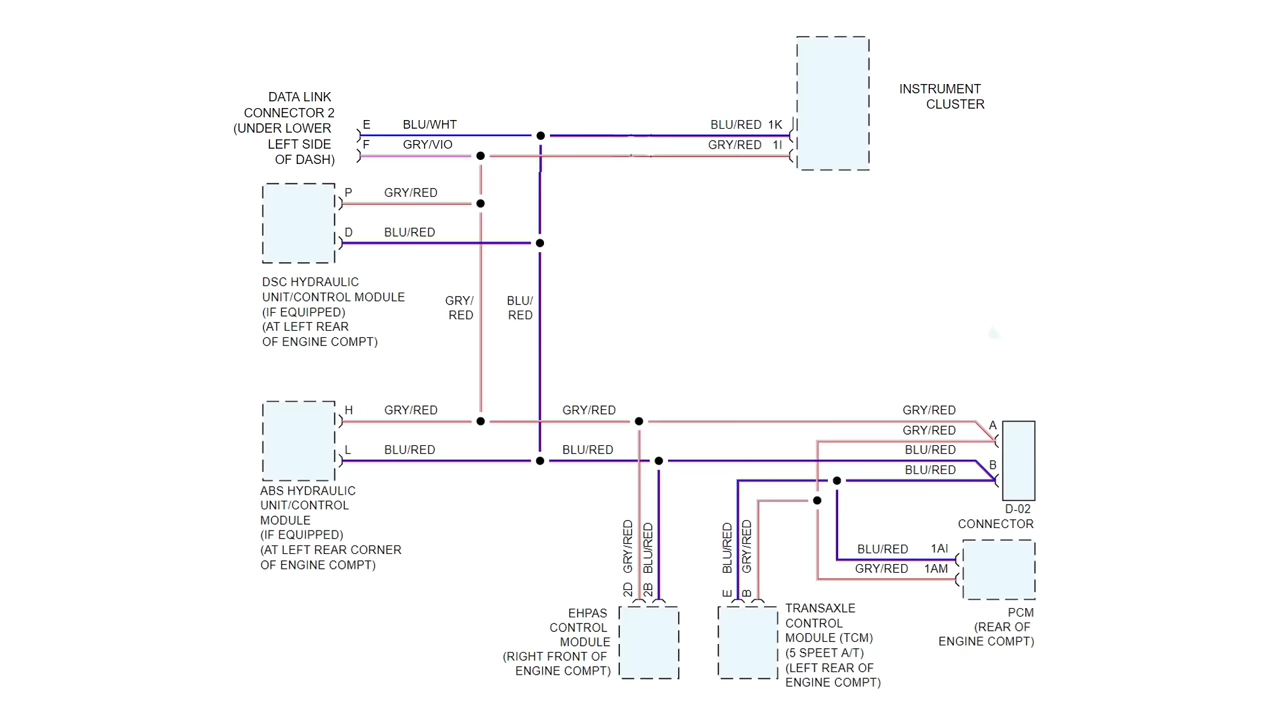 DATA LINK
CONNECTOR 2
(UNDER LOWER
LEFT SIDE
OF DASH)
E BLU/WHT
F GRY/VIO
BLU/RED 1K
GRY/RED 1I
INSTRUMENT
CLUSTER
P GRY/RED
D BLU/RED
DSC HYDRAULIC
UNIT/CONTROL MODULE
(IF EQUIPPED)
(AT LEFT REAR
OF ENGINE COMPT)
GRY/
RED
BLU/
RED
H GRY/RED
L BLU/RED
GRY/RED
BLU/RED
ABS HYDRAULIC
UNIT/CONTROL
MODULE
(IF EQUIPPED)
(AT LEFT REAR CORNER
OF ENGINE COMPT)
GRY/RED A
GRY/RED
BLU/RED B
BLU/RED
D-02
CONNECTOR
2D GRY/RED
2B BLU/RED
E BLU/RED
B GRY/RED
BLU/RED 1AI
GRY/RED 1AM
PCM
(REAR OF
ENGINE COMPT)
EHPAS
CONTROL
MODULE
(RIGHT FRONT OF
ENGINE COMPT)
TRANSAXLE
CONTROL
MODULE (TCM)
(5 SPEET A/T)
(LEFT REAR OF
ENGINE COMPT)